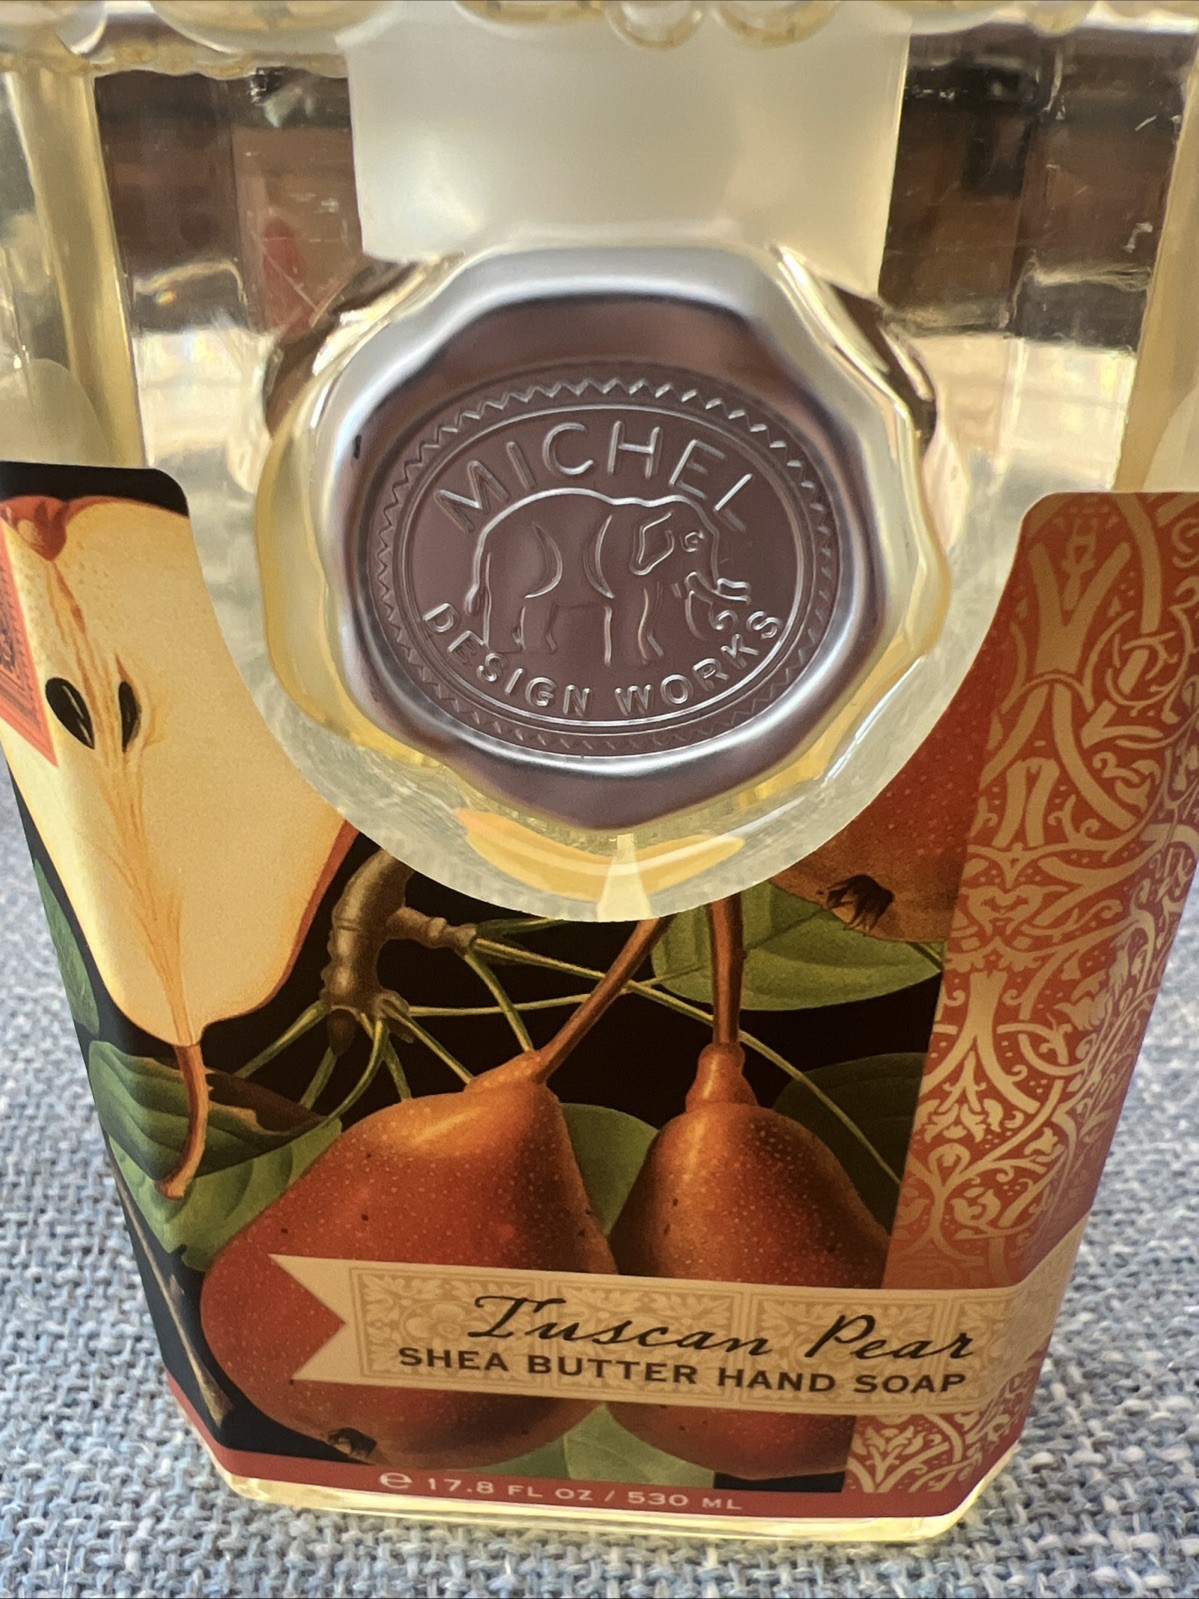 MICHEL
DESIGN WORKS
Tuscan Pear
SHEA BUTTER HAND SOAP
℮ 17.8 FL OZ / 530 ML